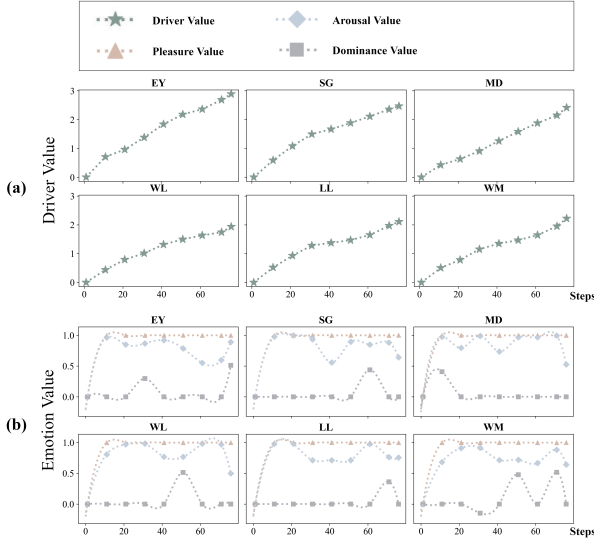 Driver Value
Arousal Value
Pleasure Value
Dominance Value
EY
SG
MD
3
2
1
0
WL
LL
WM
3
2
1
0
0
20
40
60
0
20
40
60
0
20
40
60
Steps
(a)
Driver Value
EY
SG
MD
1.0
0.5
0.0
WL
LL
WM
1.0
0.5
0.0
0
20
40
60
0
20
40
60
0
20
40
60
Steps
(b)
Emotion Value